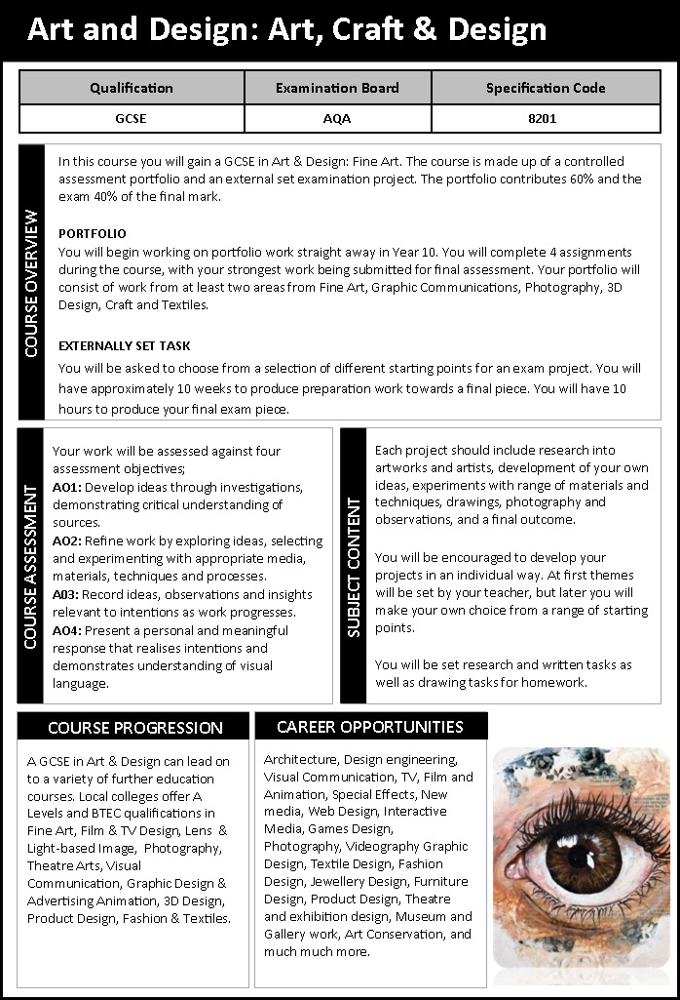 Art and Design: Art, Craft & Design
Qualification
Examination Board
Specification Code
GCSE
AQA
8201
COURSE OVERVIEW
In this course you will gain a GCSE in Art & Design: Fine Art. The course is made up of a controlled
assessment portfolio and an external set examination project. The portfolio contributes 60% and the
exam 40% of the final mark.
PORTFOLIO
You will begin working on portfolio work straight away in Year 10. You will complete 4 assignments
during the course, with your strongest work being submitted for final assessment. Your portfolio will
consist of work from at least two areas from Fine Art, Graphic Communications, Photography, 3D
Design, Craft and Textiles.
EXTERNALLY SET TASK
You will be asked to choose from a selection of different starting points for an exam project. You will
have approximately 10 weeks to produce preparation work towards a final piece. You will have 10
hours to produce your final exam piece.
COURSE ASSESSMENT
Your work will be assessed against four
assessment objectives;
AO1: Develop ideas through investigations,
demonstrating critical understanding of
sources.
AO2: Refine work by exploring ideas, selecting
and experimenting with appropriate media,
materials, techniques and processes.
A03: Record ideas, observations and insights
relevant to intentions as work progresses.
AO4: Present a personal and meaningful
response that realises intentions and
demonstrates understanding of visual
language.
SUBJECT CONTENT
Each project should include research into
artworks and artists, development of your own
ideas, experiments with range of materials and
techniques, drawings, photography and
observations, and a final outcome.
You will be encouraged to develop your
projects in an individual way. At first themes
will be set by your teacher, but later you will
make your own choice from a range of starting
points.
You will be set research and written tasks as
well as drawing tasks for homework.
COURSE PROGRESSION
A GCSE in Art & Design can lead on
to a variety of further education
courses. Local colleges offer A
Levels and BTEC qualifications in
Fine Art, Film & TV Design, Lens &
Light-based Image, Photography,
Theatre Arts, Visual
Communication, Graphic Design &
Advertising Animation, 3D Design,
Product Design, Fashion & Textiles.
CAREER OPPORTUNITIES
Architecture, Design engineering,
Visual Communication, TV, Film and
Animation, Special Effects, New
media, Web Design, Interactive
Media, Games Design,
Photography, Videography Graphic
Design, Textile Design, Fashion
Design, Jewellery Design, Furniture
Design, Product Design, Theatre
and exhibition design, Museum and
Gallery work, Art Conservation, and
much much more.